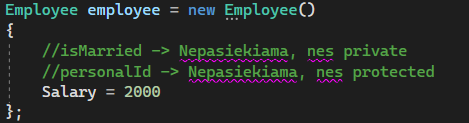 Employee employee = new Employee()
{
//isMarried -> Nepasiekiama, nes private
//personalId -> Nepasiekiama, nes protected
Salary = 2000
};